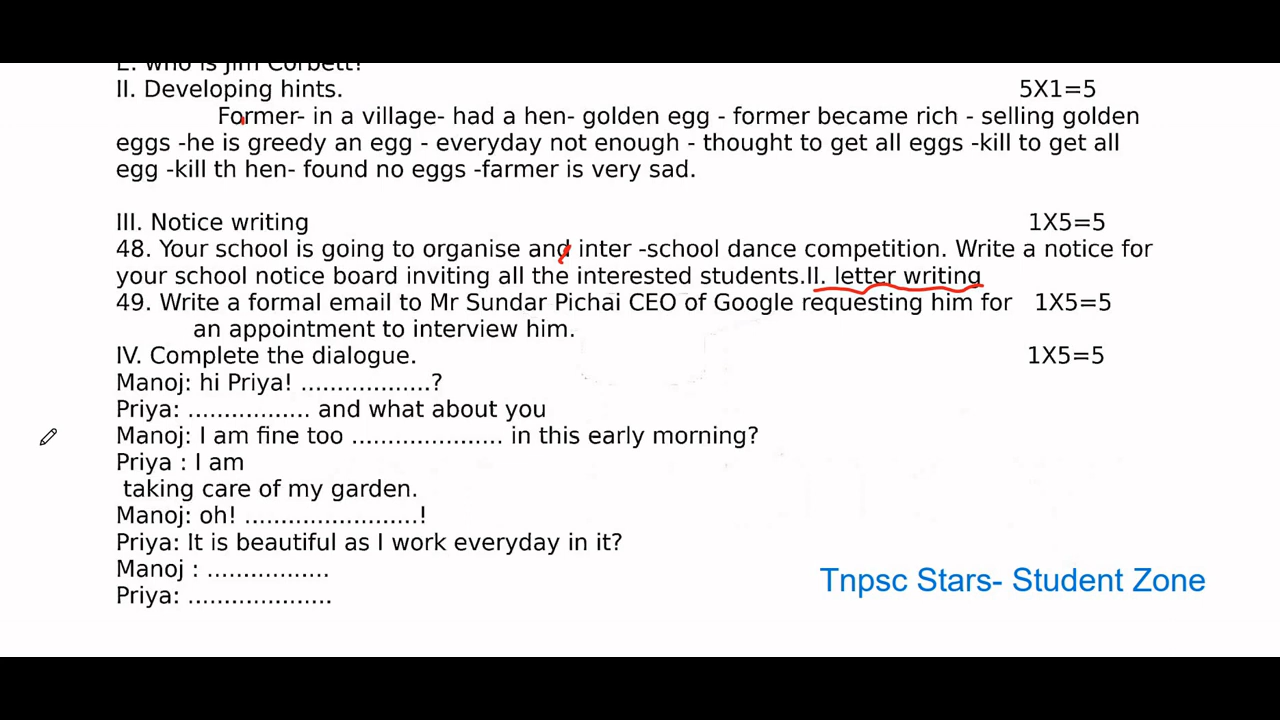 E. Who is Jim Corbett?
II. Developing hints. 5X1=5
Former- in a village- had a hen- golden egg - former became rich - selling golden
eggs -he is greedy an egg - everyday not enough - thought to get all eggs -kill to get all
egg -kill th hen- found no eggs -farmer is very sad.
III. Notice writing 1X5=5
48. Your school is going to organise and inter -school dance competition. Write a notice for
your school notice board inviting all the interested students.II. letter writing
49. Write a formal email to Mr Sundar Pichai CEO of Google requesting him for 1X5=5
an appointment to interview him.
IV. Complete the dialogue. 1X5=5
Manoj: hi Priya! ..................?
Priya: ................. and what about you
Manoj: I am fine too ..................... in this early morning?
Priya : I am
taking care of my garden.
Manoj: oh! ........................!
Priya: It is beautiful as I work everyday in it?
Manoj : .................
Priya: ....................
Tnpsc Stars- Student Zone